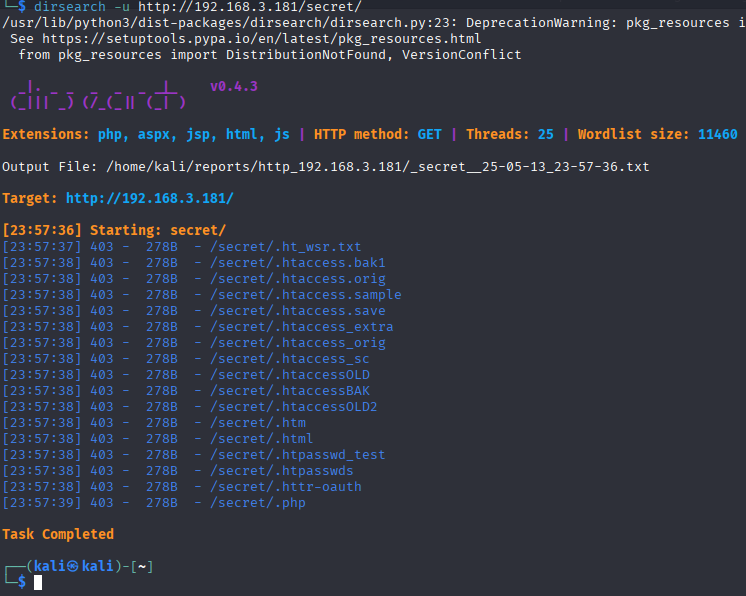 └─$ dirsearch -u http://192.168.3.181/secret/
/usr/lib/python3/dist-packages/dirsearch/dirsearch.py:23: DeprecationWarning: pkg_resources i
 See https://setuptools.pypa.io/en/latest/pkg_resources.html
  from pkg_resources import DistributionNotFound, VersionConflict
  _|. _ _  _  _  _ _|_    v0.4.3
 (_||| _) (/_(_|| (_| )
Extensions: php, aspx, jsp, html, js | HTTP method: GET | Threads: 25 | Wordlist size: 11460
Output File: /home/kali/reports/http_192.168.3.181/_secret__25-05-13_23-57-36.txt
Target: http://192.168.3.181/
[23:57:36] Starting: secret/
[23:57:37] 403 -  278B  - /secret/.ht_wsr.txt
[23:57:38] 403 -  278B  - /secret/.htaccess.bak1
[23:57:38] 403 -  278B  - /secret/.htaccess.orig
[23:57:38] 403 -  278B  - /secret/.htaccess.sample
[23:57:38] 403 -  278B  - /secret/.htaccess.save
[23:57:38] 403 -  278B  - /secret/.htaccess_extra
[23:57:38] 403 -  278B  - /secret/.htaccess_orig
[23:57:38] 403 -  278B  - /secret/.htaccess_sc
[23:57:38] 403 -  278B  - /secret/.htaccessOLD
[23:57:38] 403 -  278B  - /secret/.htaccessBAK
[23:57:38] 403 -  278B  - /secret/.htaccessOLD2
[23:57:38] 403 -  278B  - /secret/.htm
[23:57:38] 403 -  278B  - /secret/.html
[23:57:38] 403 -  278B  - /secret/.htpasswd_test
[23:57:38] 403 -  278B  - /secret/.htpasswds
[23:57:38] 403 -  278B  - /secret/.httr-oauth
[23:57:39] 403 -  278B  - /secret/.php
Task Completed
┌──(kali㉿kali)-[~]
└─$